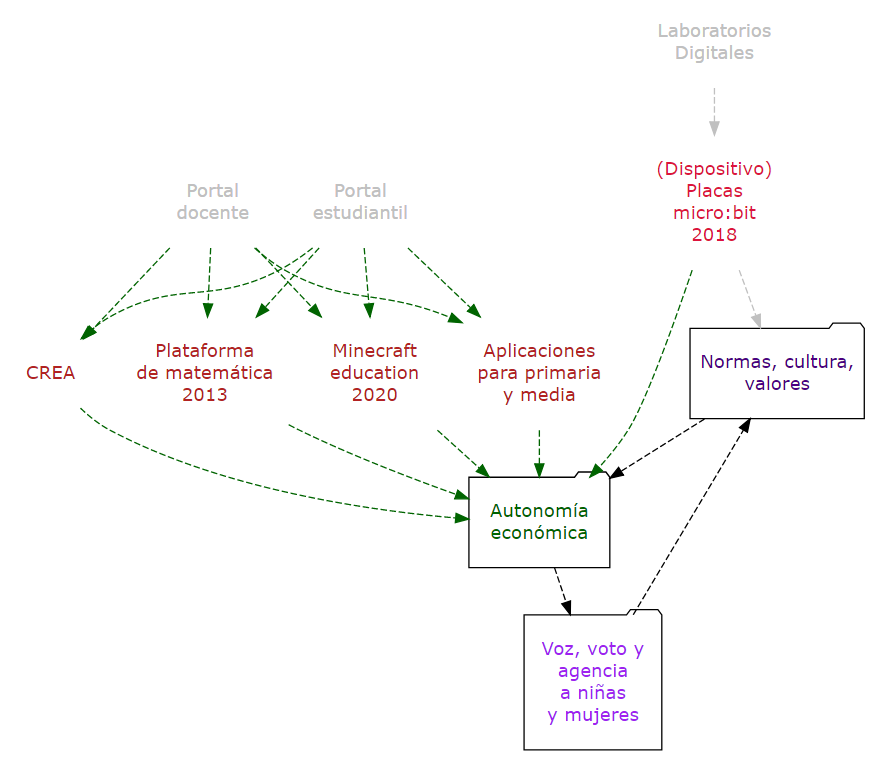 Laboratorios
Digitales
(Dispositivo)
Placas
micro:bit
2018
Portal
docente
Portal
estudiantil
CREA
Plataforma
de matemática
2013
Minecraft
education
2020
Aplicaciones
para primaria
y media
Normas, cultura,
valores
Autonomía
económica
Voz, voto y
agencia
a niñas
y mujeres